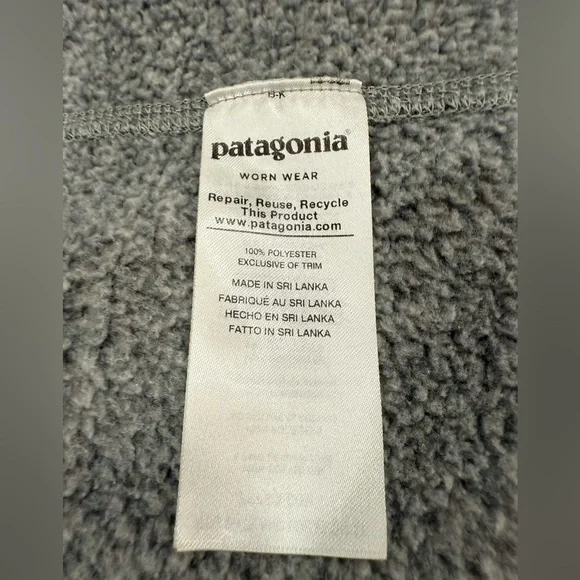 patagonia®
WORN WEAR
Repair, Reuse, Recycle
This Product
www.patagonia.com
100% POLYESTER
EXCLUSIVE OF TRIM
MADE IN SRI LANKA
FABRIQUÉ AU SRI LANKA
HECHO EN SRI LANKA
FATTO IN SRI LANKA